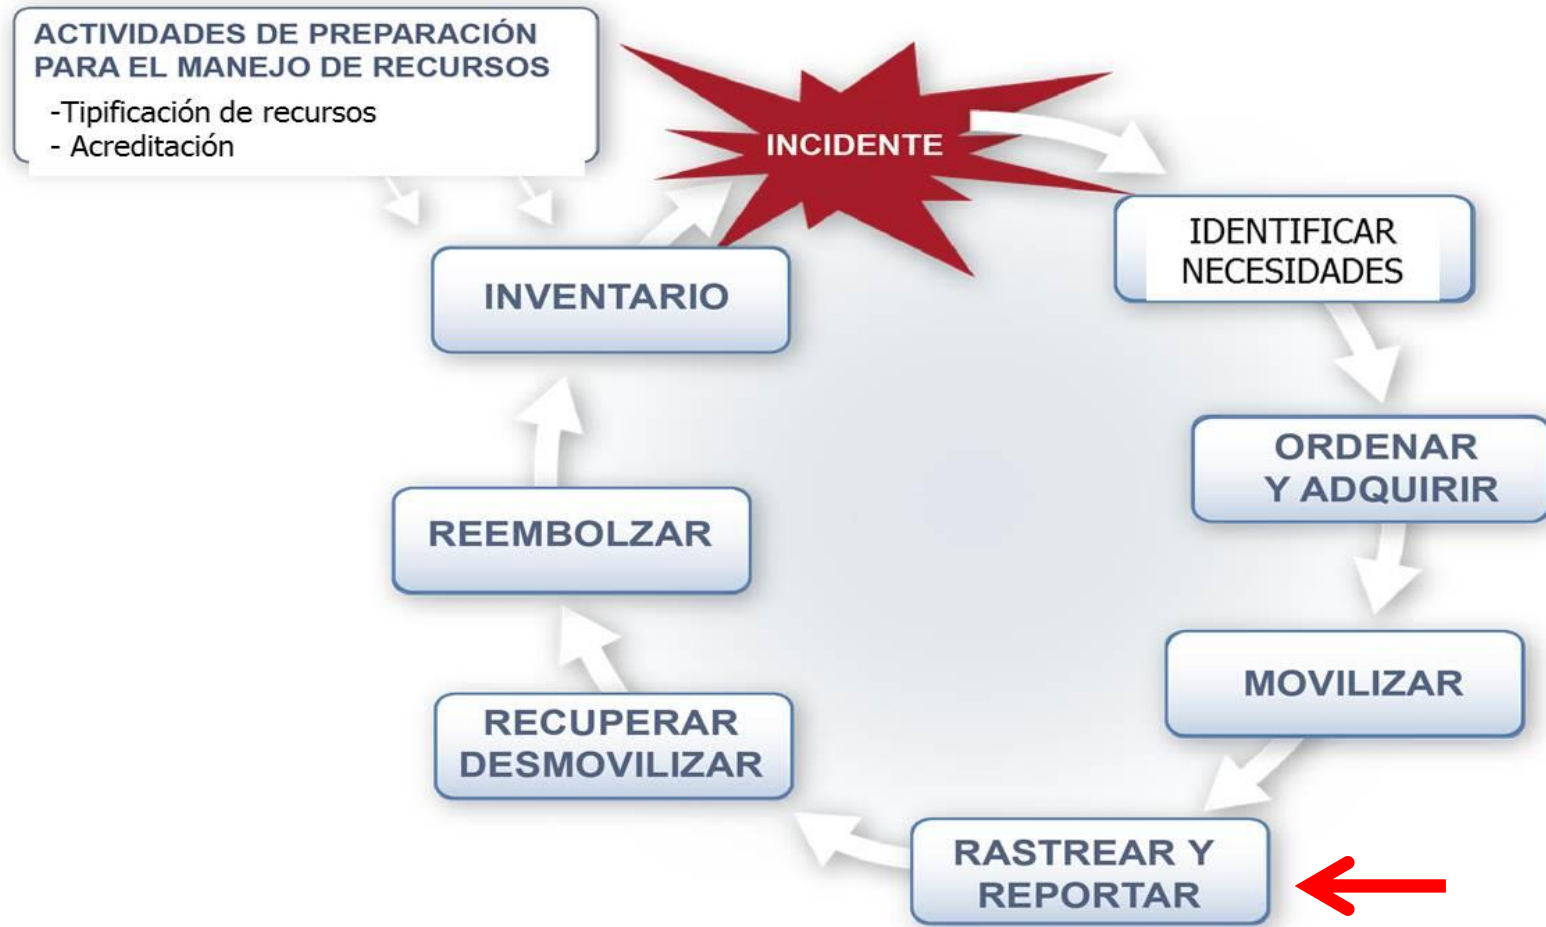 ACTIVIDADES DE PREPARACIÓN
PARA EL MANEJO DE RECURSOS
-Tipificación de recursos
- Acreditación
INCIDENTE
IDENTIFICAR
NECESIDADES
ORDENAR
Y ADQUIRIR
MOVILIZAR
RASTREAR Y
REPORTAR
RECUPERAR
DESMOVILIZAR
REEMBOLZAR
INVENTARIO